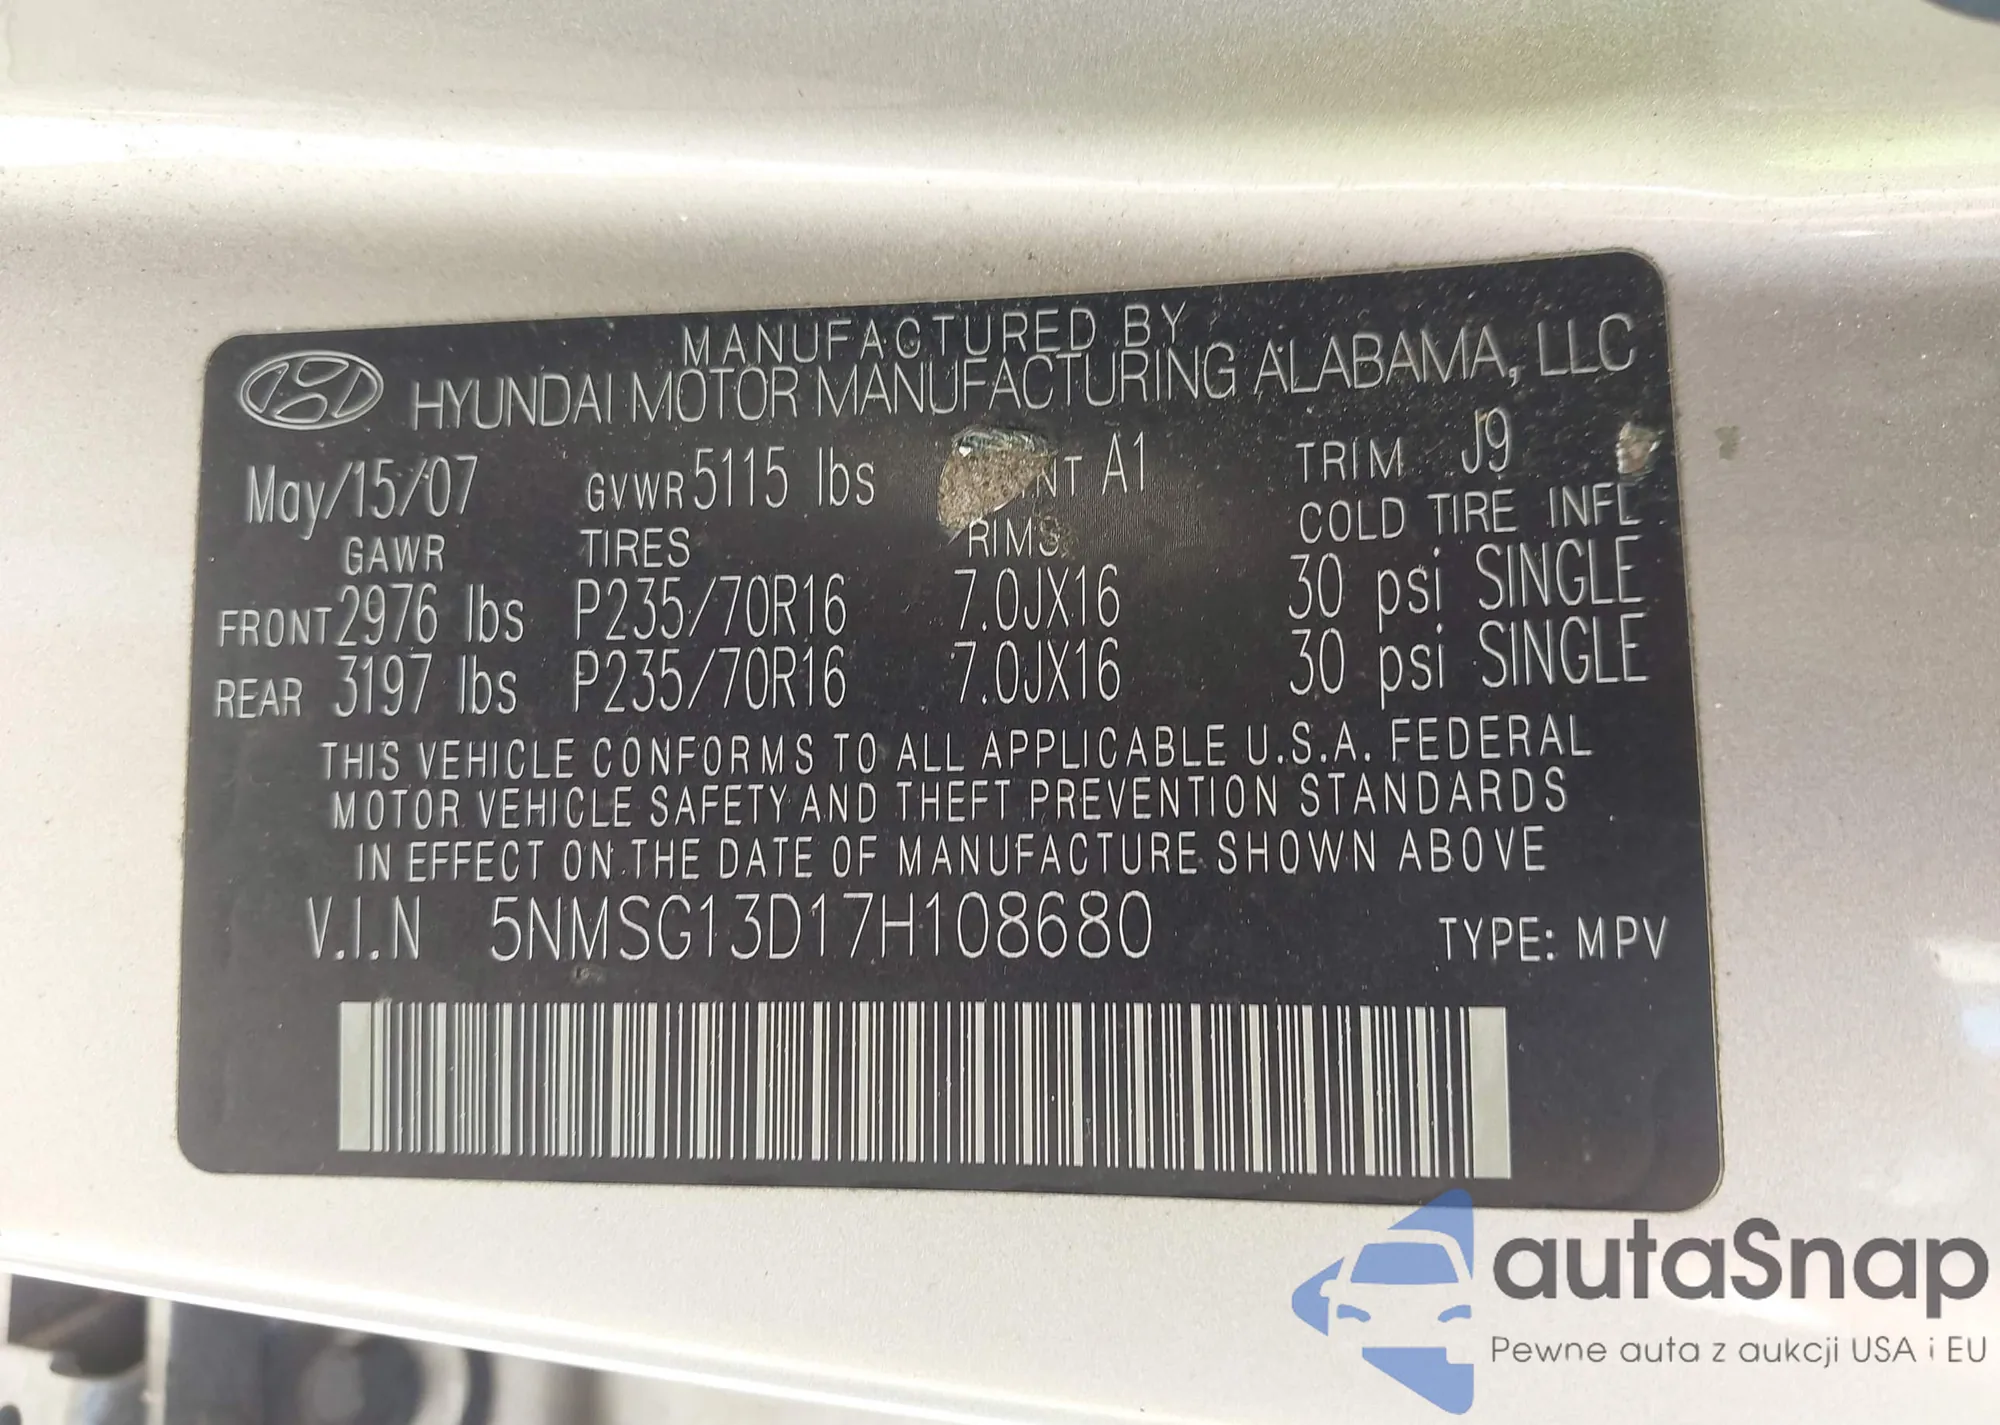 MANUFACTURED BY
HYUNDAI MOTOR MANUFACTURING ALABAMA, LLC
May/15/07 GVWR 5115 lbs NT A1 TRIM J9
GAWR TIRES RIMS COLD TIRE INFL
FRONT 2976 lbs P235/70R16 7.0JX16 30 psi SINGLE
REAR 3197 lbs P235/70R16 7.0JX16 30 psi SINGLE
THIS VEHICLE CONFORMS TO ALL APPLICABLE U.S.A. FEDERAL
MOTOR VEHICLE SAFETY AND THEFT PREVENTION STANDARDS
IN EFFECT ON THE DATE OF MANUFACTURE SHOWN ABOVE
V.I.N 5NMSG13D17H108680 TYPE: MPV
autaSnap
Pewne auta z aukcji USA i EU